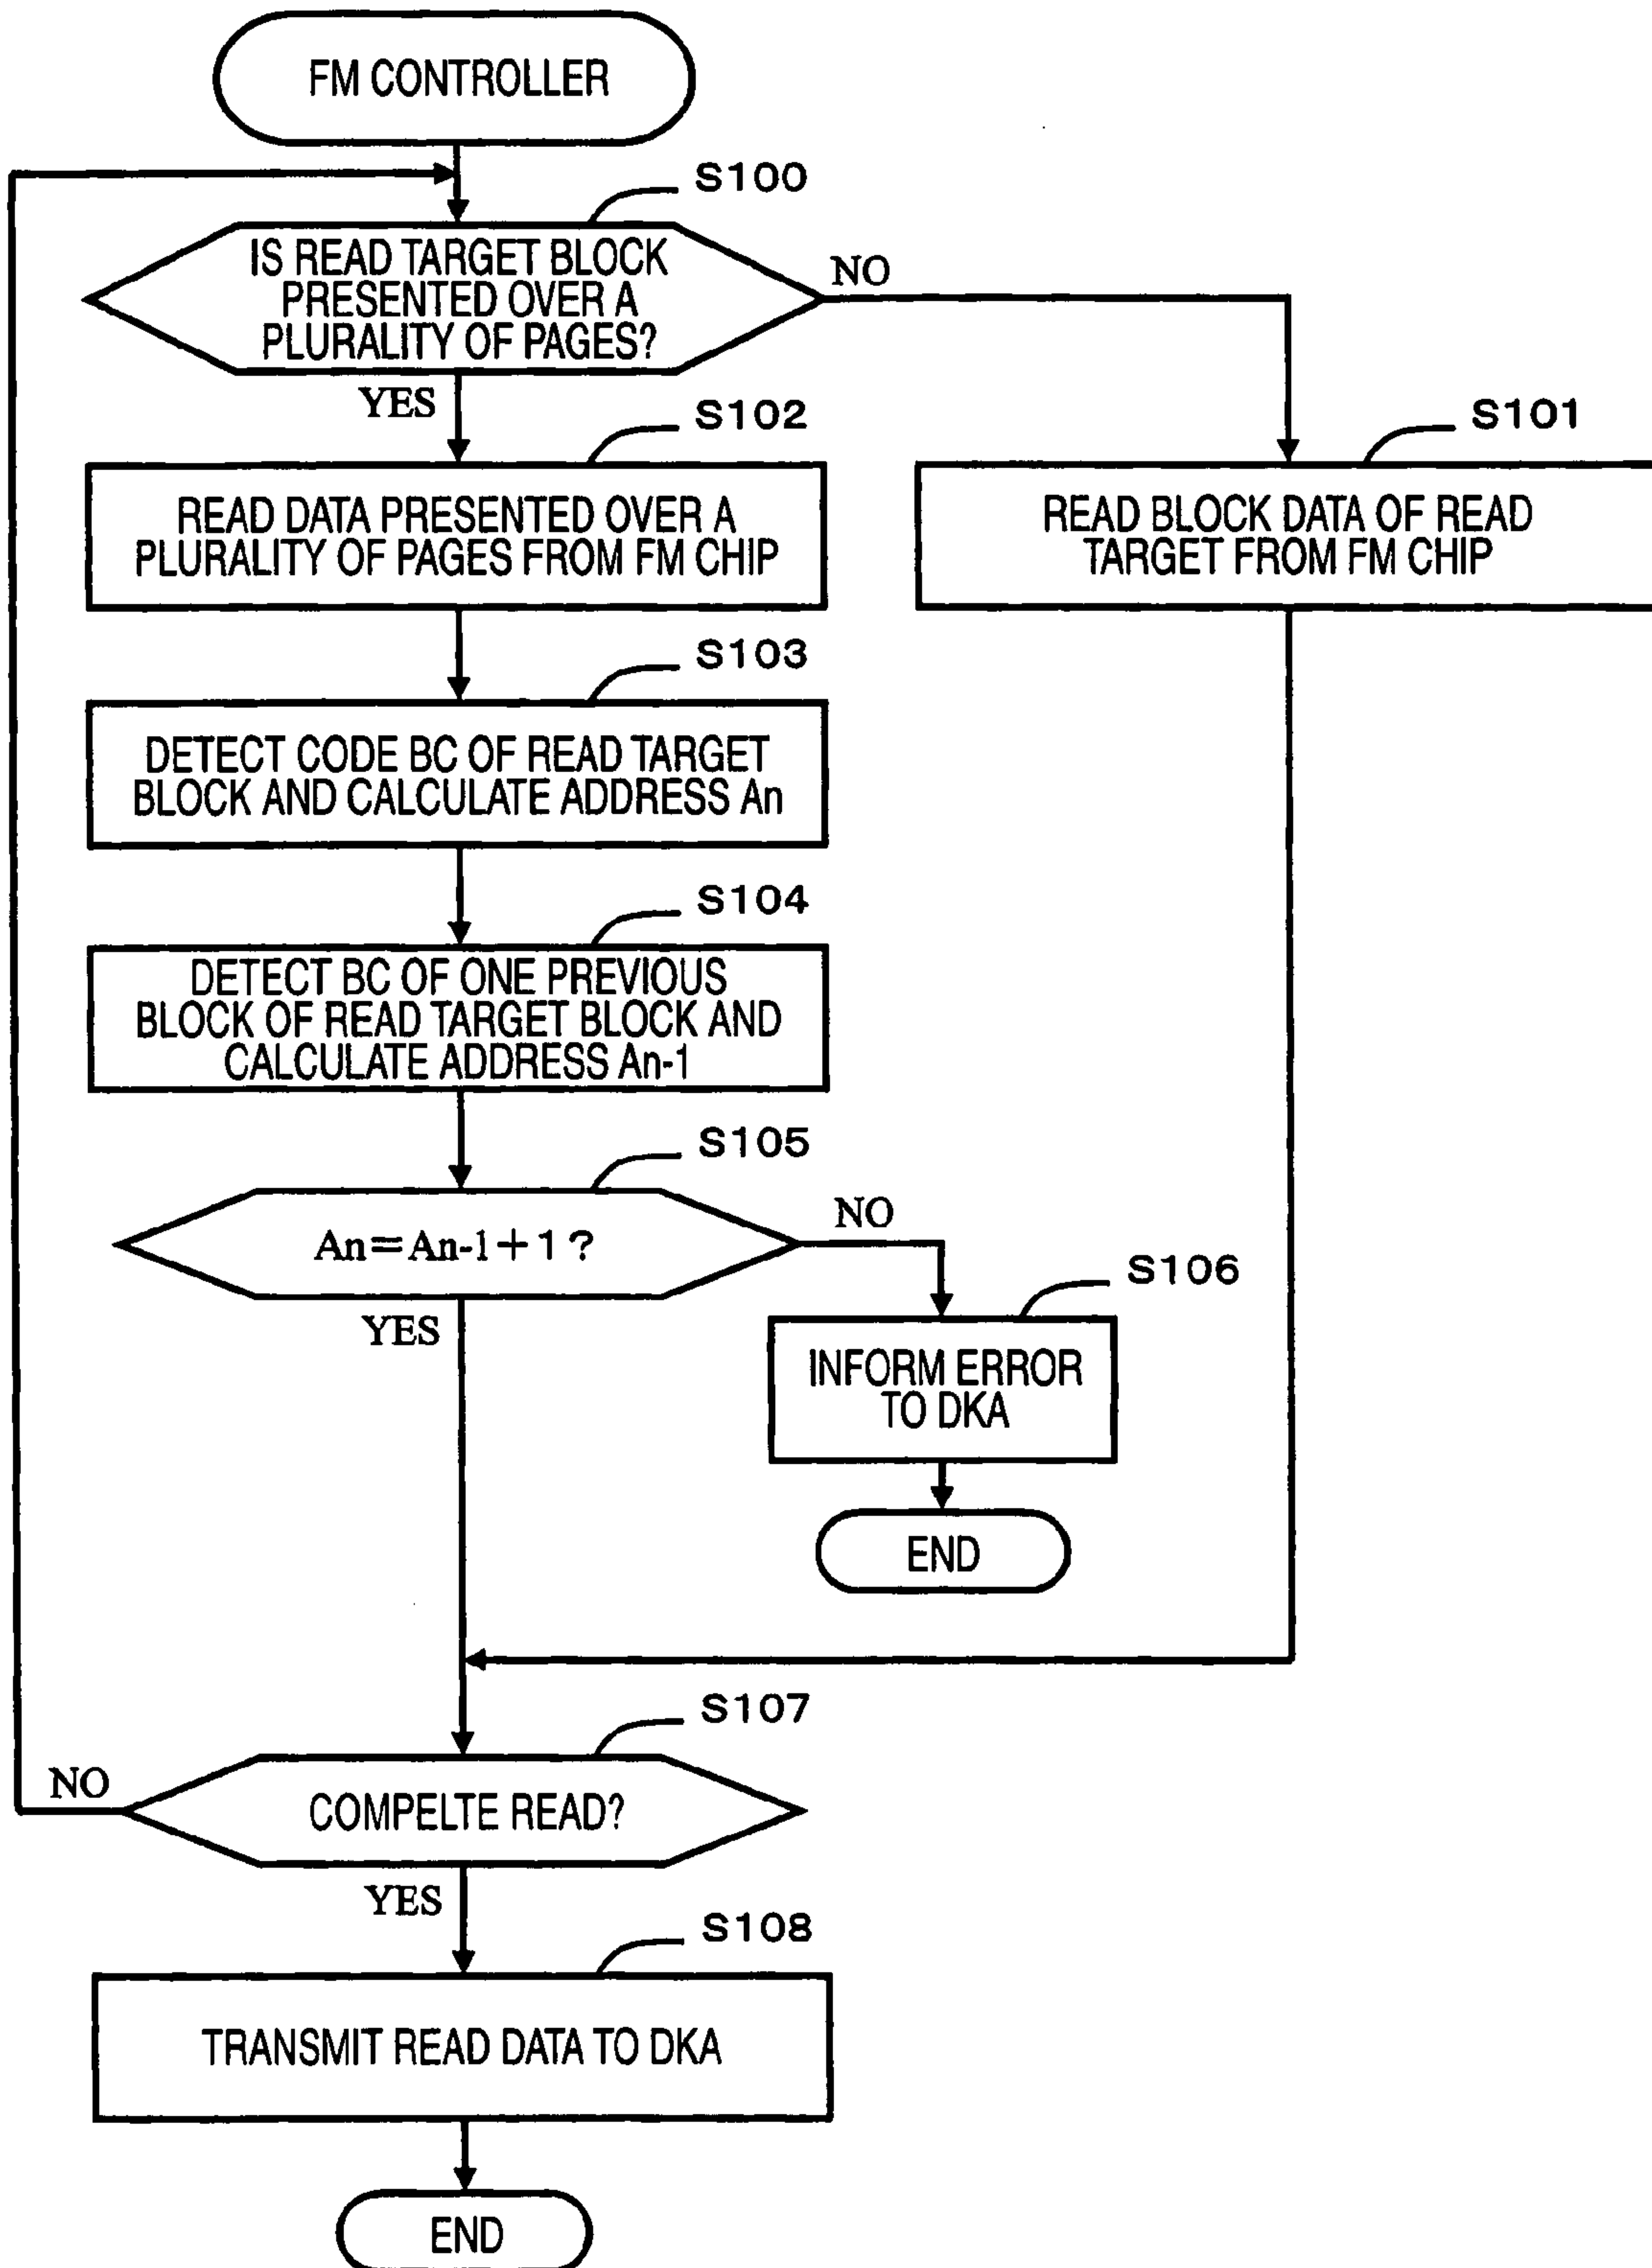 FM CONTROLLER
S100
IS READ TARGET BLOCK
PRESENTED OVER A
PLURALITY OF PAGES?
NO
YES
S102
S101
READ DATA PRESENTED OVER A
PLURALITY OF PAGES FROM FM CHIP
READ BLOCK DATA OF READ
TARGET FROM FM CHIP
S103
DETECT CODE BC OF READ TARGET
BLOCK AND CALCULATE ADDRESS An
S104
DETECT BC OF ONE PREVIOUS
BLOCK OF READ TARGET BLOCK AND
CALCULATE ADDRESS An-1
S105
An=An-1+1?
NO
YES
S106
INFORM ERROR
TO DKA
END
S107
NO
COMPELTE READ?
YES
S108
TRANSMIT READ DATA TO DKA
END